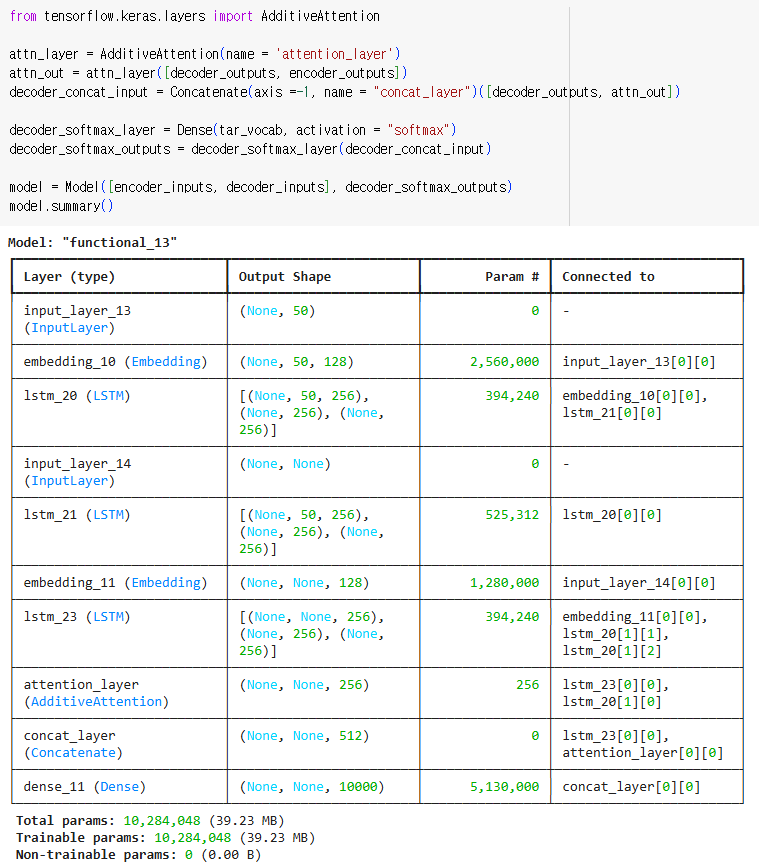 from tensorflow.keras.layers import AdditiveAttention
attn_layer = AdditiveAttention(name = 'attention_layer')
attn_out = attn_layer([decoder_outputs, encoder_outputs])
decoder_concat_input = Concatenate(axis =-1, name = "concat_layer")([decoder_outputs, attn_out])
decoder_softmax_layer = Dense(tar_vocab, activation = "softmax")
decoder_softmax_outputs = decoder_softmax_layer(decoder_concat_input)
model = Model([encoder_inputs, decoder_inputs], decoder_softmax_outputs)
model.summary()
Model: "functional_13"
Layer (type) Output Shape Param # Connected to
input_layer_13 (None, 50) 0 -
(InputLayer)
embedding_10 (Embedding) (None, 50, 128) 2,560,000 input_layer_13[0][0]
lstm_20 (LSTM) [(None, 50, 256), 394,240 embedding_10[0][0],
(None, 256), (None, lstm_21[0][0]
256)]
input_layer_14 (None, None) 0 -
(InputLayer)
lstm_21 (LSTM) [(None, 50, 256), 525,312 lstm_20[0][0]
(None, 256), (None,
256)]
embedding_11 (Embedding) (None, None, 128) 1,280,000 input_layer_14[0][0]
lstm_23 (LSTM) [(None, None, 256), 394,240 embedding_11[0][0],
(None, 256), (None, lstm_20[1][1],
256)] lstm_20[1][2]
attention_layer (None, None, 256) 256 lstm_23[0][0],
(AdditiveAttention) lstm_20[1][0]
concat_layer (None, None, 512) 0 lstm_23[0][0],
(Concatenate) attention_layer[0][0]
dense_11 (Dense) (None, None, 10000) 5,130,000 concat_layer[0][0]
Total params: 10,284,048 (39.23 MB)
Trainable params: 10,284,048 (39.23 MB)
Non-trainable params: 0 (0.00 B)